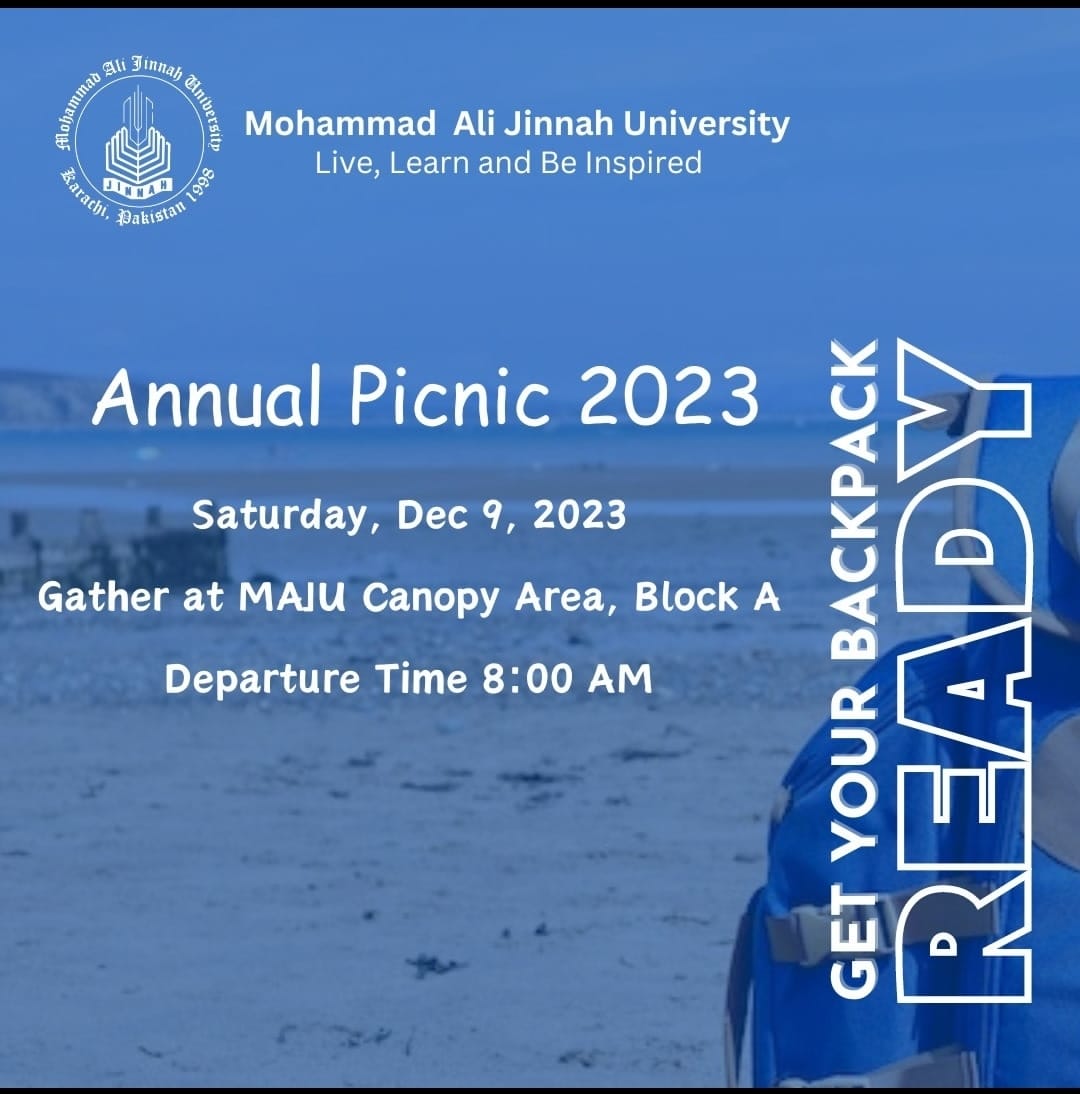 Mohammad Ali Jinnah University
Karachi, Pakistan 1998
JINNAH
Mohammad Ali Jinnah University
Live, Learn and Be Inspired
Annual Picnic 2023
Saturday, Dec 9, 2023
Gather at MAJU Canopy Area, Block A
Departure Time 8:00 AM
GET YOUR BACKPACK
READY